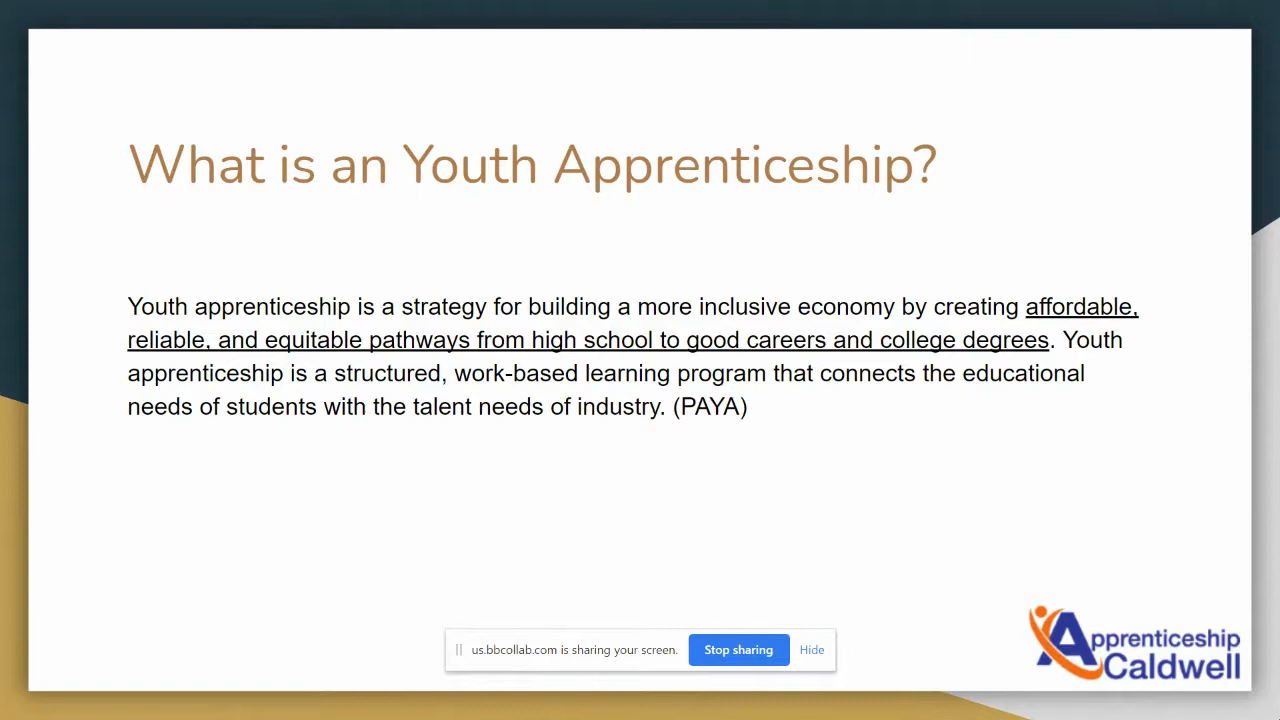 What is an Youth Apprenticeship?
Youth apprenticeship is a strategy for building a more inclusive economy by creating affordable,
reliable, and equitable pathways from high school to good careers and college degrees. Youth
apprenticeship is a structured, work-based learning program that connects the educational
needs of students with the talent needs of industry. (PAYA)
us.bbcollab.com is sharing your screen. Stop sharing Hide
Apprenticeship
Caldwell